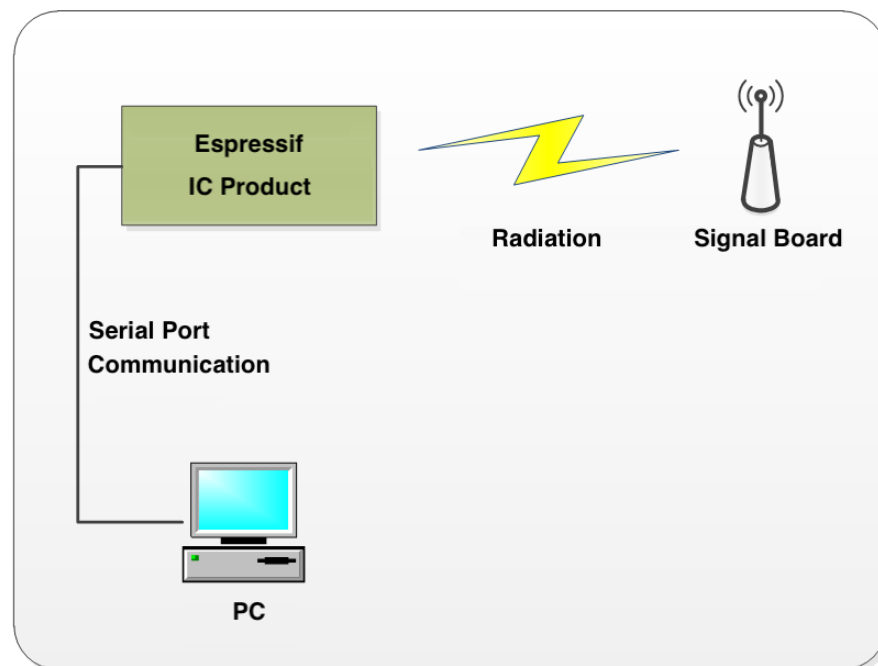 Espressif
IC Product
Radiation
Signal Board
Serial Port
Communication
PC